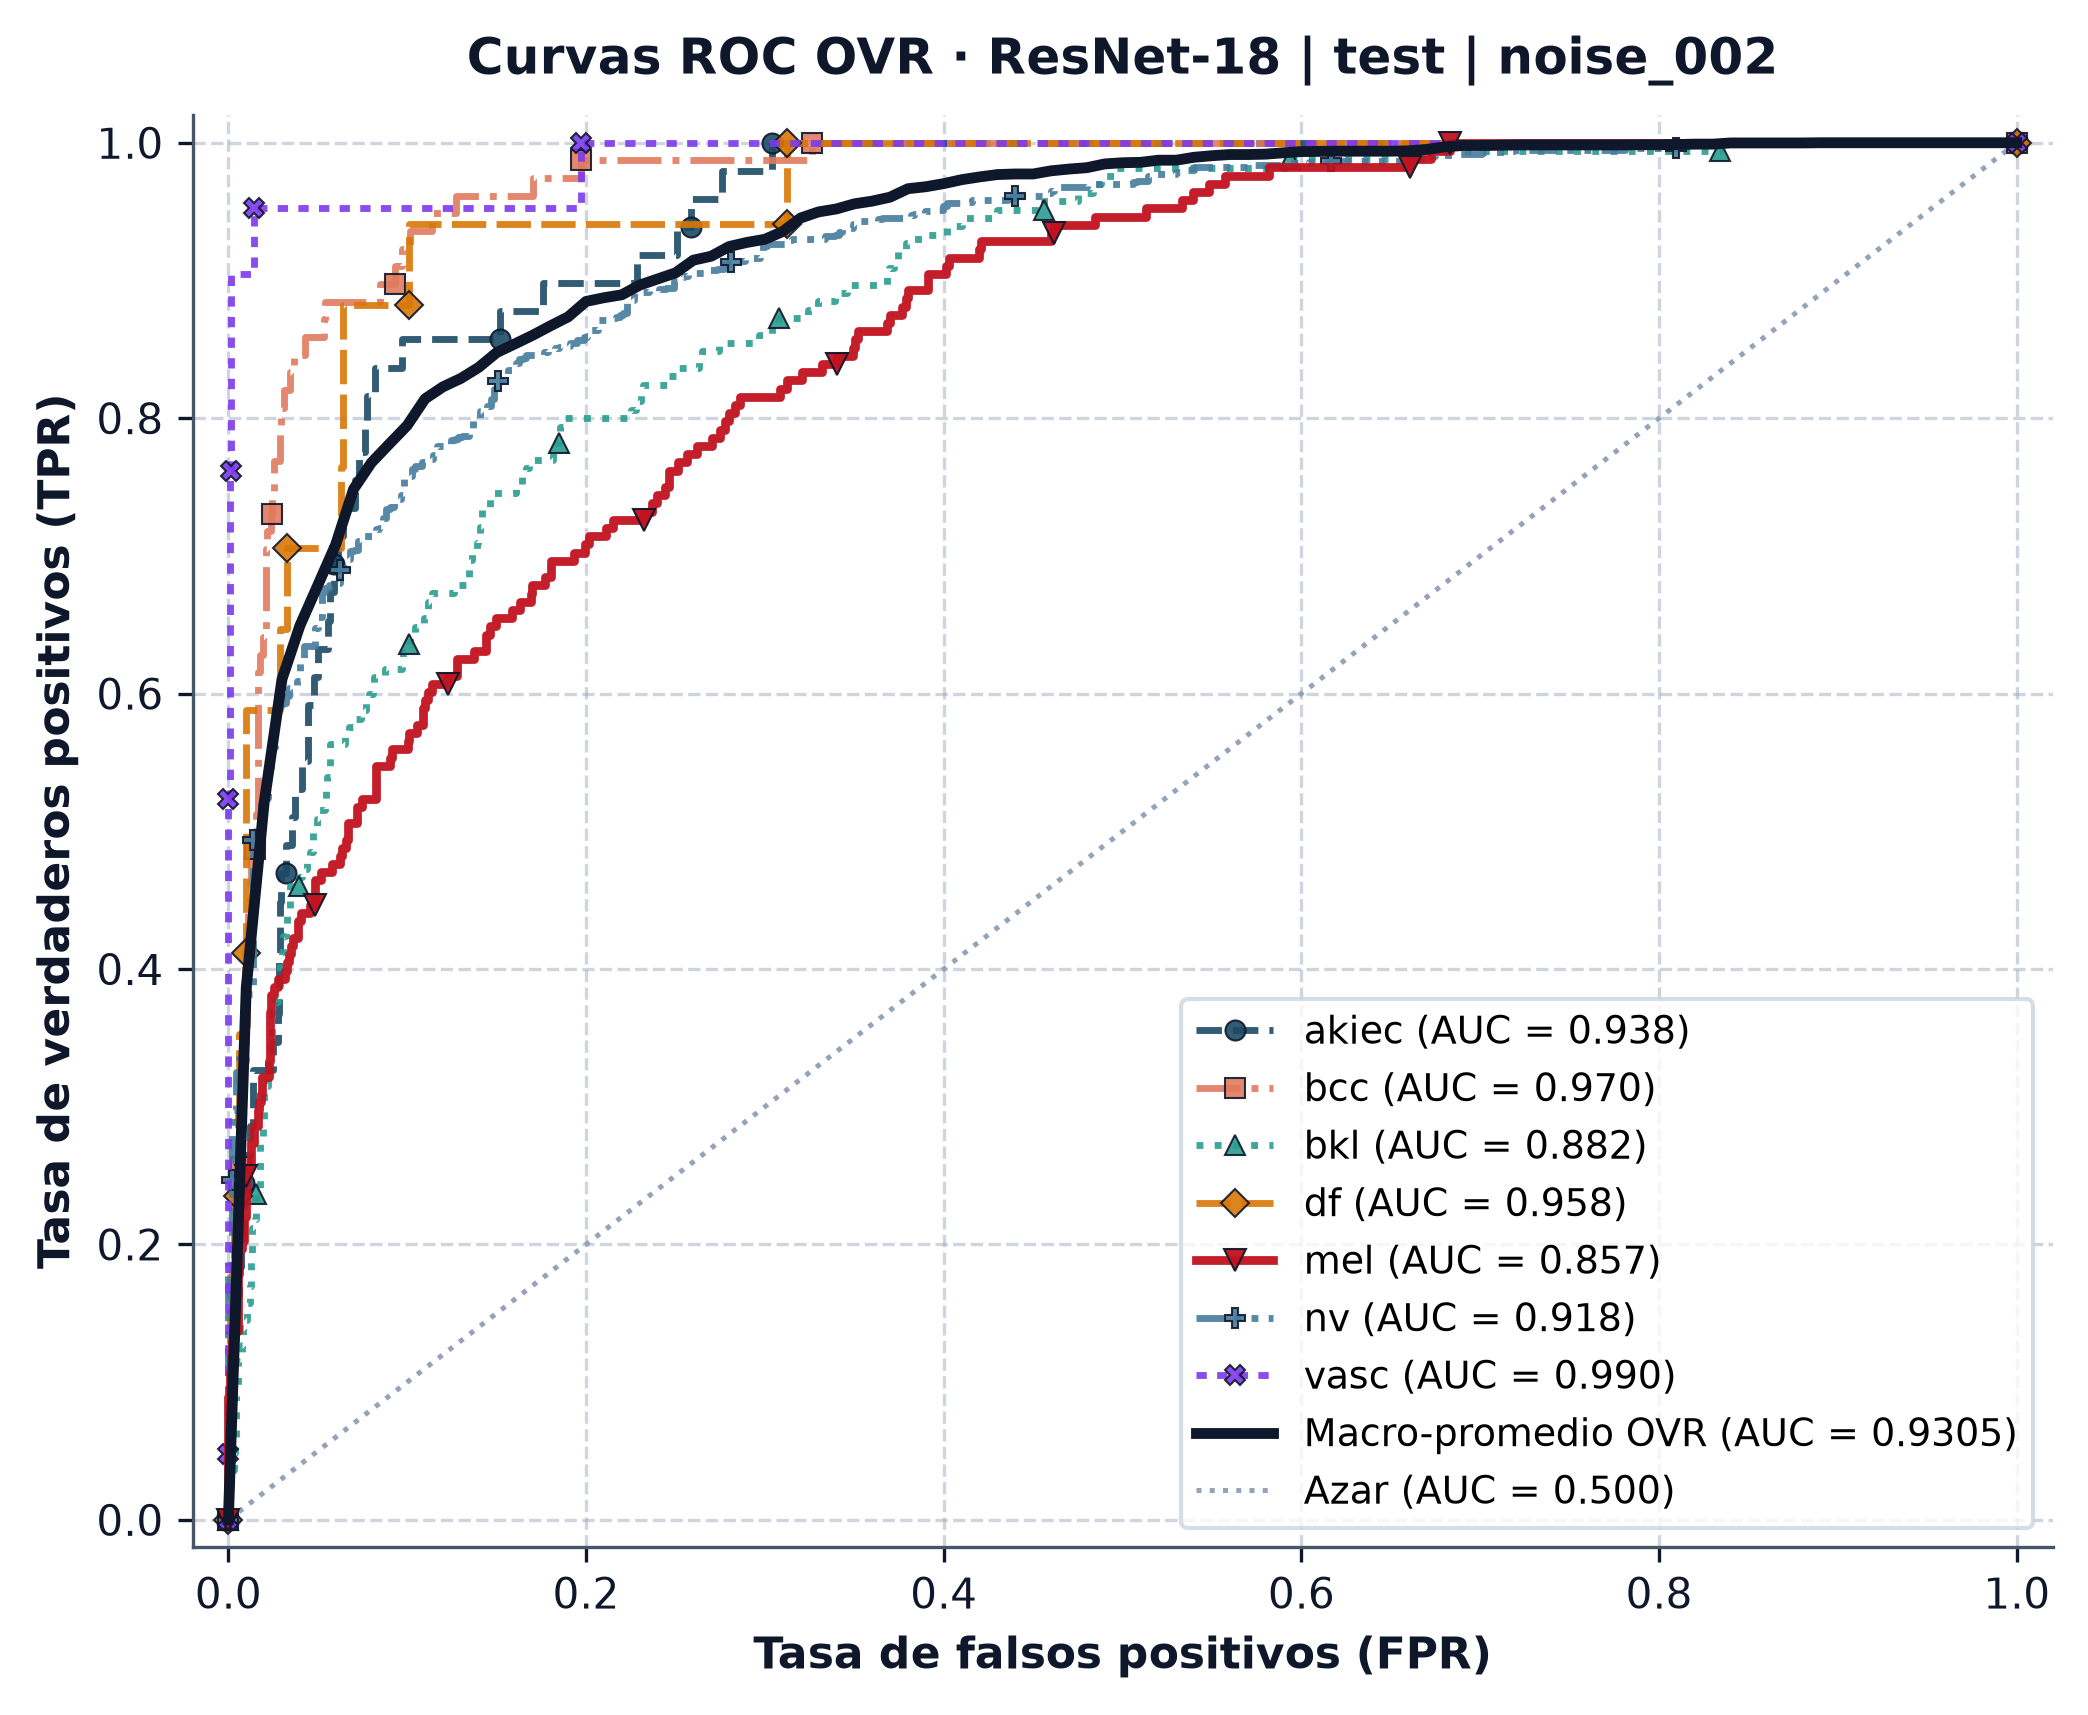 Curvas ROC OVR · ResNet-18 | test | noise_002
Tasa de verdaderos positivos (TPR)
1.0
0.8
0.6
0.4
0.2
0.0
akiec (AUC = 0.938)
bcc (AUC = 0.970)
bkl (AUC = 0.882)
df (AUC = 0.958)
mel (AUC = 0.857)
nv (AUC = 0.918)
vasc (AUC = 0.990)
Macro-promedio OVR (AUC = 0.9305)
Azar (AUC = 0.500)
0.0 0.2 0.4 0.6 0.8 1.0
Tasa de falsos positivos (FPR)